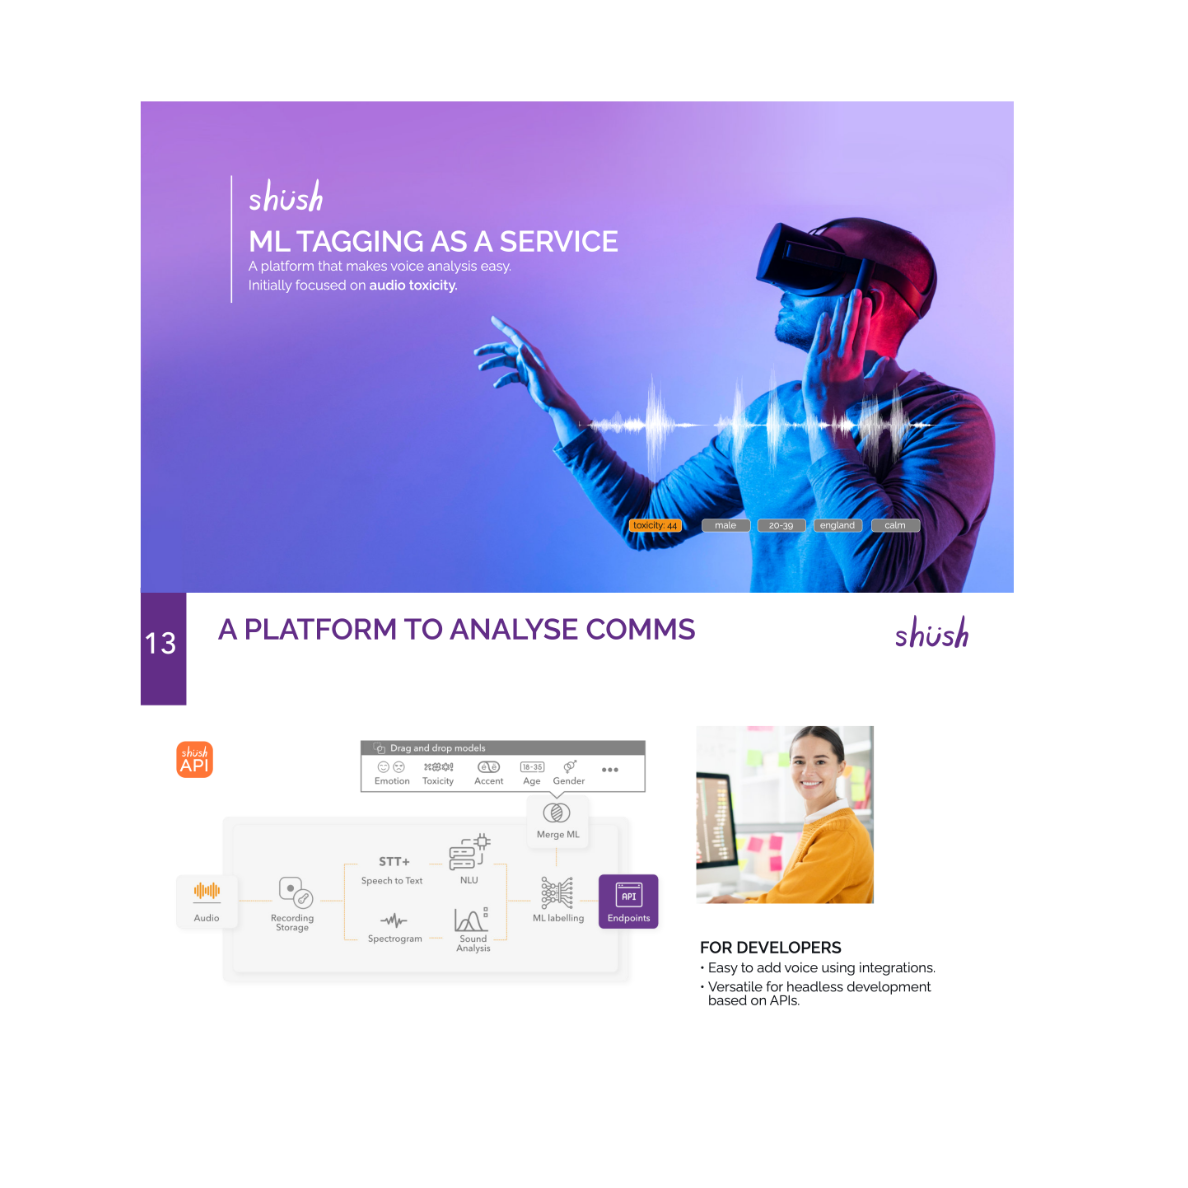 shüsh
ML TAGGING AS A SERVICE
A platform that makes voice analysis easy.
Initially focused on audio toxicity.
toxicity: 44
male
20-39
england
calm
13
A PLATFORM TO ANALYSE COMMS
shüsh
shüsh
API
Drag and drop models
Emotion
Toxicity
Accent
18-35
Age
Gender
Merge ML
STT+
Speech to Text
NLU
Audio
Recording
Storage
Spectrogram
Sound
Analysis
ML labelling
API
Endpoints
FOR DEVELOPERS
• Easy to add voice using integrations.
• Versatile for headless development
based on APIs.